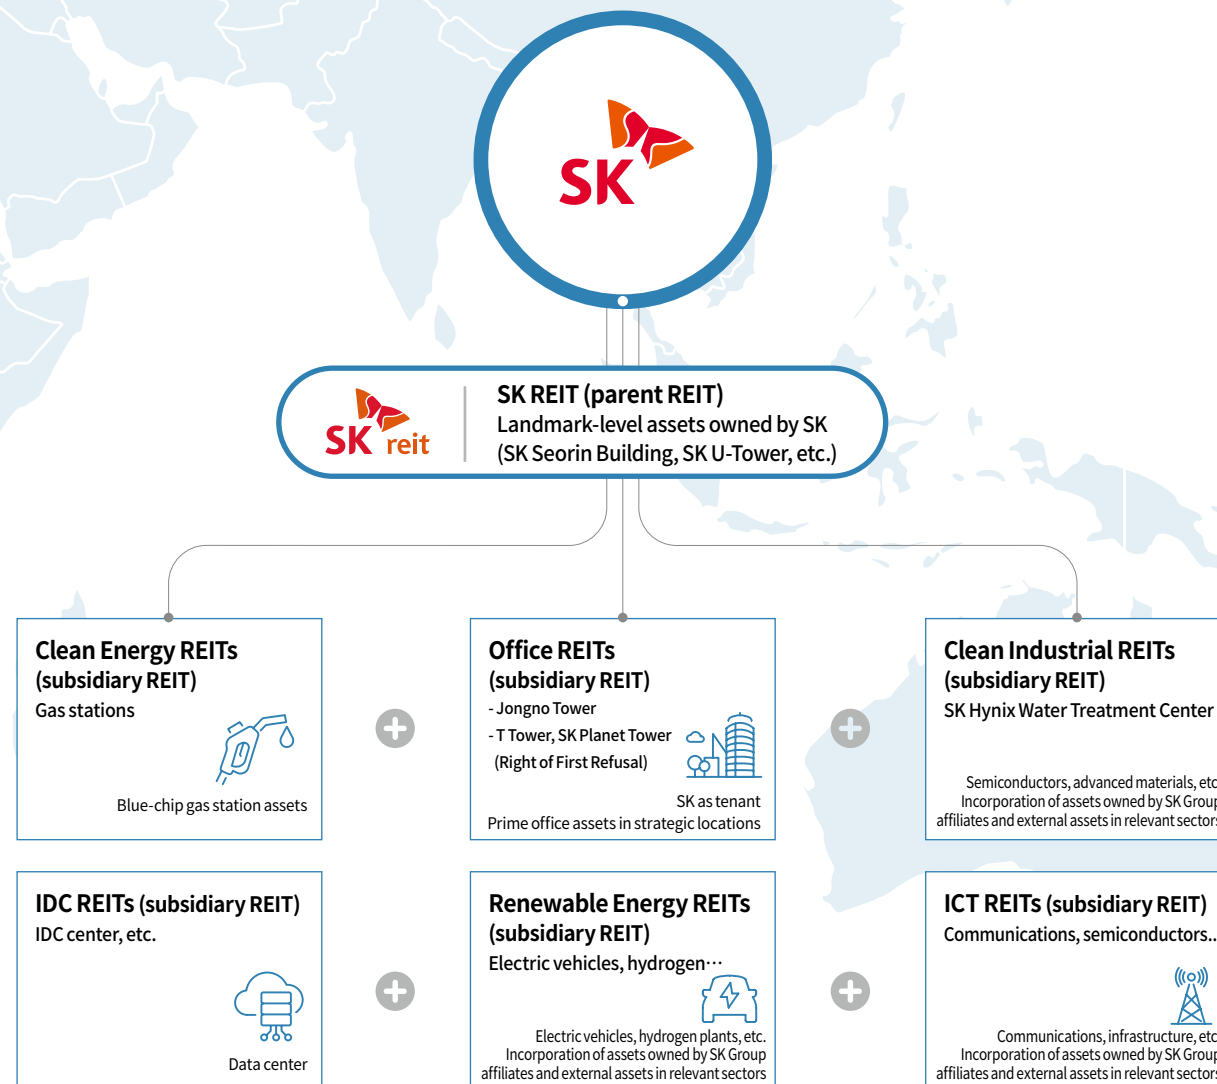 SK
SK reit
SK REIT (parent REIT)
Landmark-level assets owned by SK
(SK Seorin Building, SK U-Tower, etc.)
Clean Energy REITs
(subsidiary REIT)
Gas stations
Blue-chip gas station assets
Office REITs
(subsidiary REIT)
- Jongno Tower
- T Tower, SK Planet Tower
(Right of First Refusal)
SK as tenant
Prime office assets in strategic locations
Clean Industrial REITs
(subsidiary REIT)
SK Hynix Water Treatment Center
Semiconductors, advanced materials, etc
Incorporation of assets owned by SK Group
affiliates and external assets in relevant sectors
IDC REITs (subsidiary REIT)
IDC center, etc.
Data center
Renewable Energy REITs
(subsidiary REIT)
Electric vehicles, hydrogen⋯
Electric vehicles, hydrogen plants, etc.
Incorporation of assets owned by SK Group
affiliates and external assets in relevant sectors
ICT REITs (subsidiary REIT)
Communications, semiconductors..
Communications, infrastructure, etc
Incorporation of assets owned by SK Group
affiliates and external assets in relevant sectors